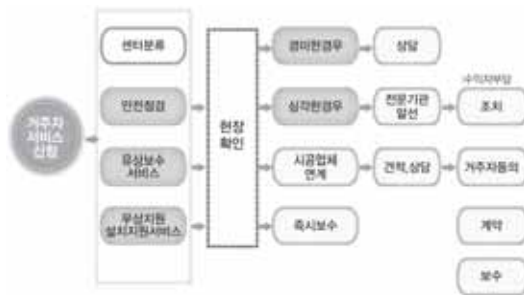 거주자
서비스
신청
센터분류
안전점검
유상보수
서비스
무상지원
설치지원서비스
현장
확인
경미한경우
상담
심각한경우
전문기관
알선
수익자부담
조치
시공업체
연계
견적,상담
거주자동의
즉시보수
계약
보수